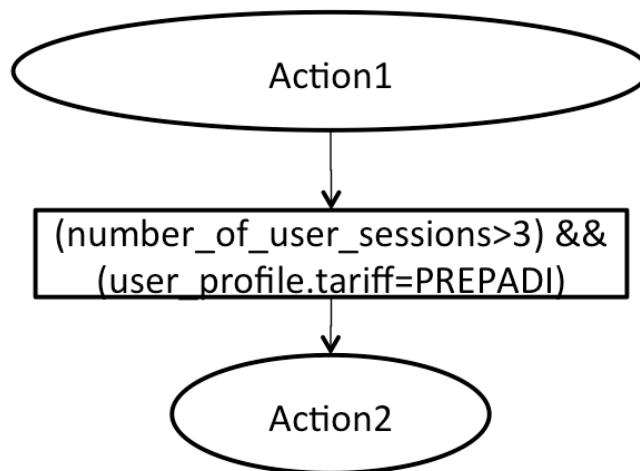 Action1
(number_of_user_sessions>3) &&
(user_profile.tariff=PREPADI)
Action2